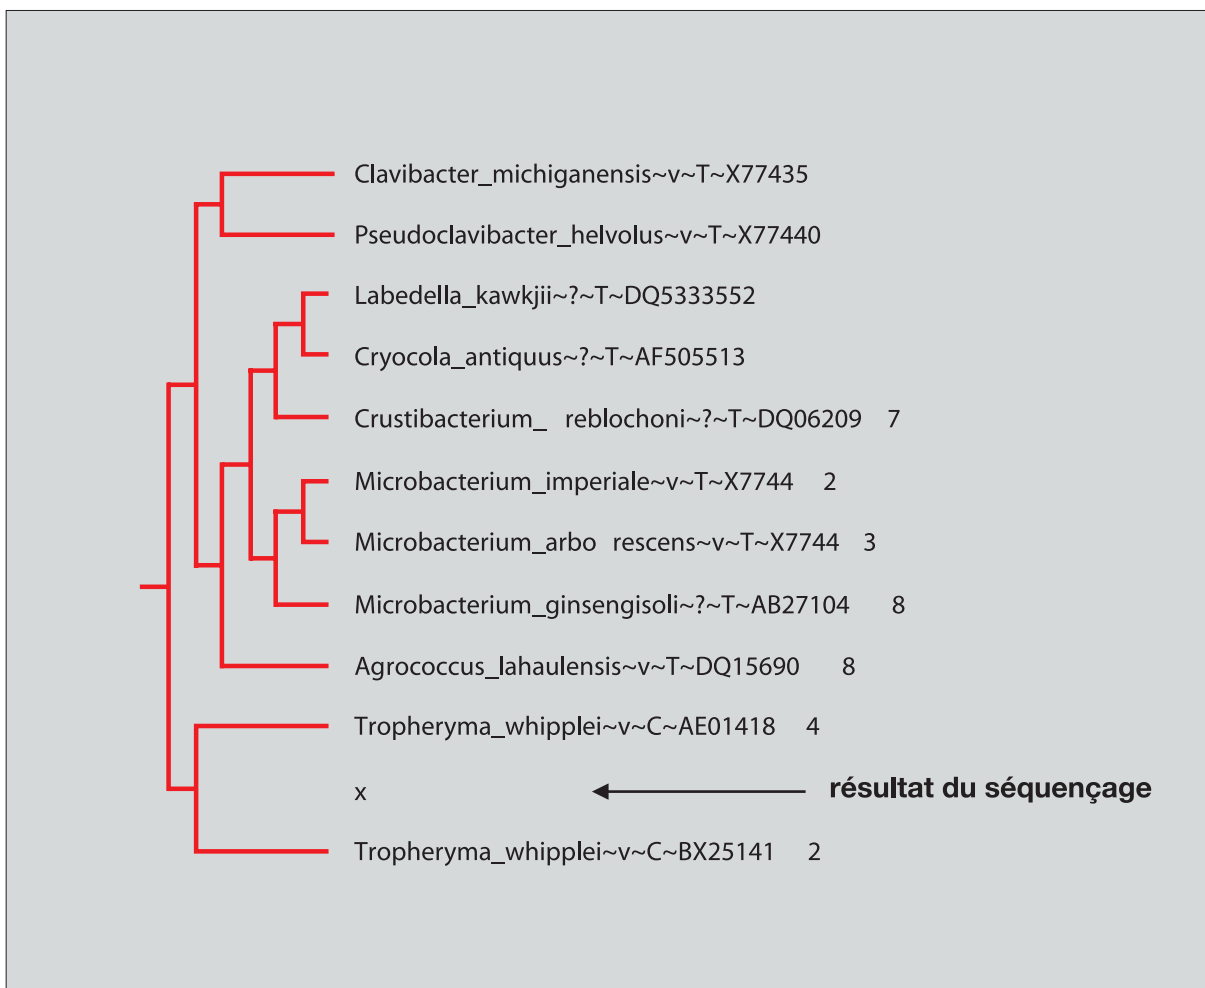 Clavibacter_michiganensis~v~T~X77435
Pseudoclavibacter_helvolus~v~T~X77440
Labedella_kawkjii~?~T~DQ5333552
Cryocola_antiquus~?~T~AF505513
Crustibacterium_ reblochoni~?~T~DQ06209 7
Microbacterium_imperiale~v~T~X7744 2
Microbacterium_arbo rescens~v~T~X7744 3
Microbacterium_ginsengisoli~?~T~AB27104 8
Agrococcus_lahaulensis~v~T~DQ15690 8
Tropheryma_whipplei~v~C~AE01418 4
x résultat du séquençage
Tropheryma_whipplei~v~C~BX25141 2